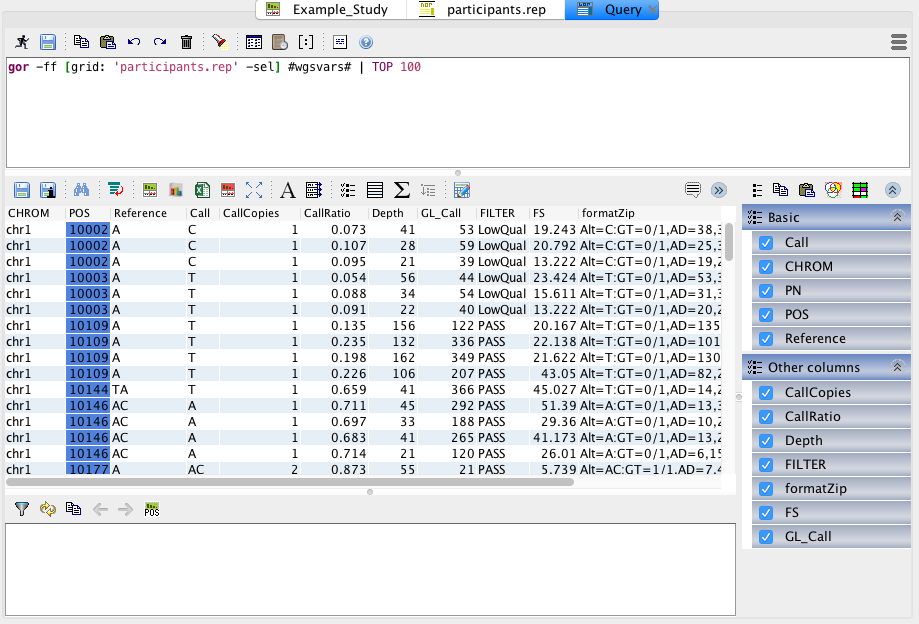 Example_Study participants.rep Query
gor -ff [grid: 'participants.rep' -sel] #wgsvars# | TOP 100
CHROM POS Reference Call CallCopies CallRatio Depth GL_Call FILTER FS formatZip
chr1 10002 A C 1 0.073 41 53 LowQual 19.243 Alt=C:GT=0/1,AD=38,3
chr1 10002 A C 1 0.107 28 59 LowQual 20.792 Alt=C:GT=0/1,AD=25,3
chr1 10002 A C 1 0.095 21 39 LowQual 13.222 Alt=C:GT=0/1,AD=19,2
chr1 10003 A T 1 0.054 56 44 LowQual 23.424 Alt=T:GT=0/1,AD=53,3
chr1 10003 A T 1 0.088 34 54 LowQual 15.611 Alt=T:GT=0/1,AD=31,3
chr1 10003 A T 1 0.091 22 40 LowQual 13.222 Alt=T:GT=0/1,AD=20,2
chr1 10109 A T 1 0.135 156 122 PASS 20.167 Alt=T:GT=0/1,AD=135
chr1 10109 A T 1 0.235 132 336 PASS 22.138 Alt=T:GT=0/1,AD=101
chr1 10109 A T 1 0.198 162 349 PASS 21.622 Alt=T:GT=0/1,AD=130
chr1 10109 A T 1 0.226 106 207 PASS 43.05 Alt=T:GT=0/1,AD=82,2
chr1 10144 TA T 1 0.659 41 366 PASS 45.027 Alt=T:GT=0/1,AD=14,2
chr1 10146 AC A 1 0.711 45 292 PASS 51.39 Alt=A:GT=0/1,AD=13,3
chr1 10146 AC A 1 0.697 33 188 PASS 29.36 Alt=A:GT=0/1,AD=10,2
chr1 10146 AC A 1 0.683 41 265 PASS 41.173 Alt=A:GT=0/1,AD=13,2
chr1 10146 AC A 1 0.714 21 120 PASS 26.01 Alt=A:GT=0/1,AD=6,15
chr1 10177 A AC 2 0.873 55 21 PASS 5.739 Alt=AC:GT=1/1,AD=7,4
POS
Basic
Call
CHROM
PN
POS
Reference
Other columns
CallCopies
CallRatio
Depth
FILTER
formatZip
FS
GL_Call